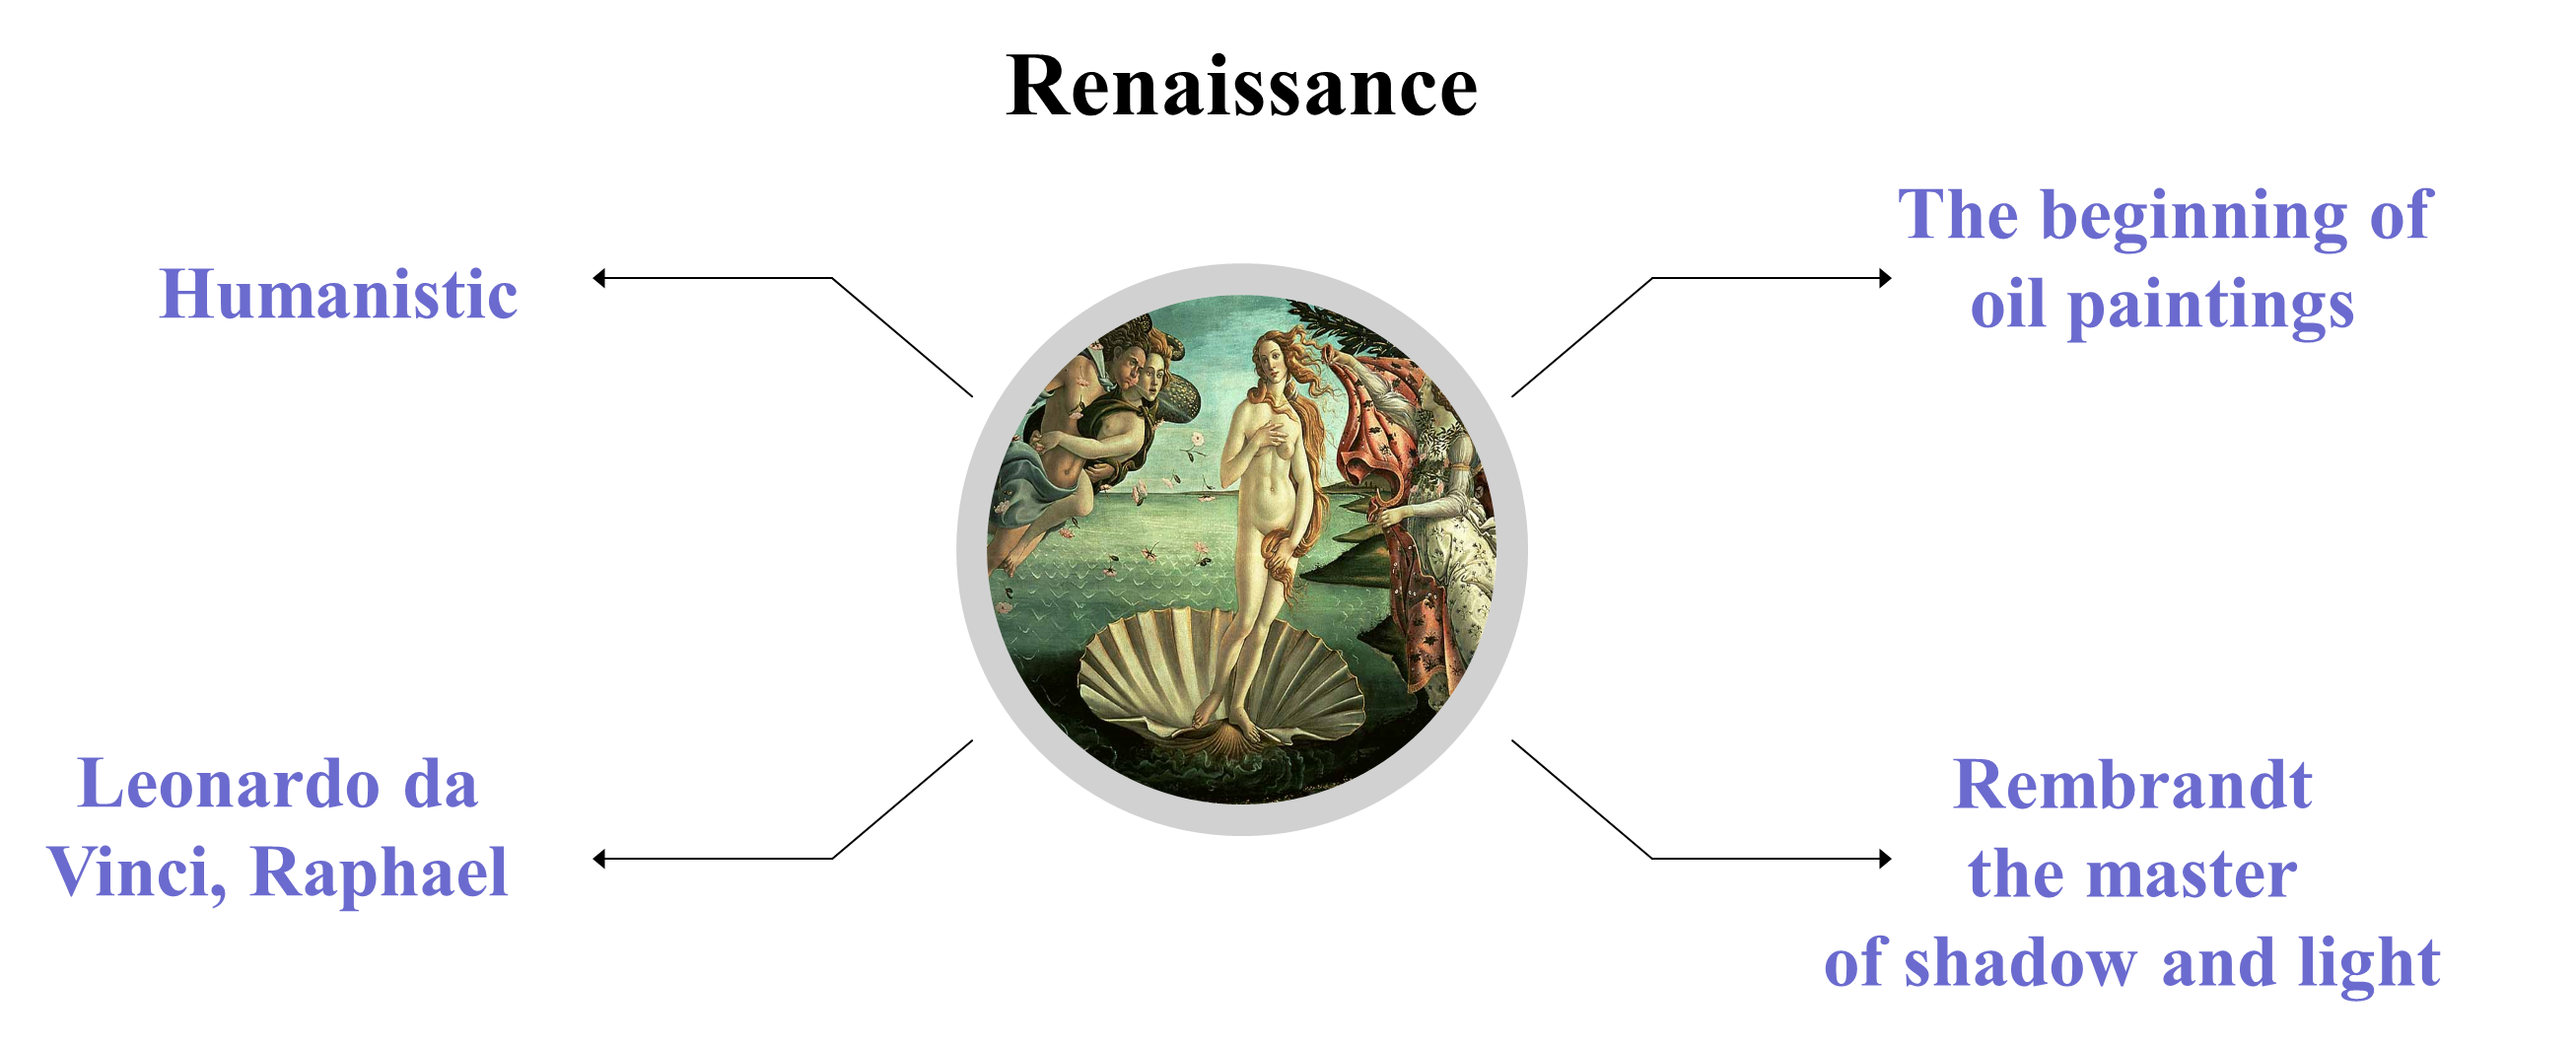 Renaissance
Humanistic
The beginning of
oil paintings
Leonardo da
Vinci, Raphael
Rembrandt
the master
of shadow and light